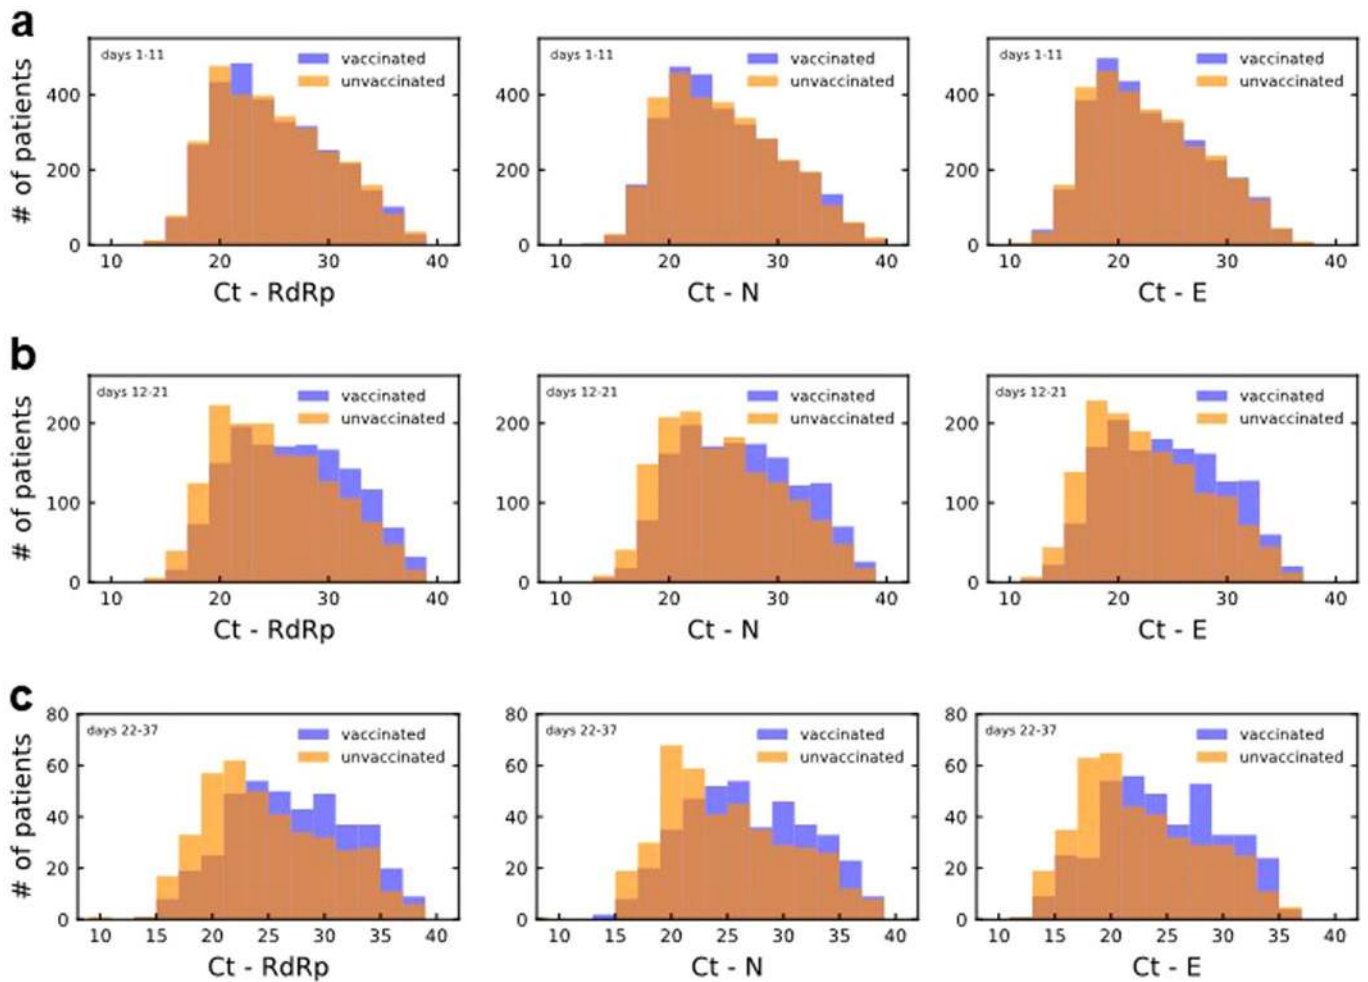 a
days 1-11
vaccinated
unvaccinated
# of patients
400
200
0
10 20 30 40
Ct - RdRp
days 1-11
vaccinated
unvaccinated
400
200
0
10 20 30 40
Ct - N
days 1-11
vaccinated
unvaccinated
400
200
0
10 20 30 40
Ct - E
b
days 12-21
vaccinated
unvaccinated
# of patients
200
100
0
10 20 30 40
Ct - RdRp
days 12-21
vaccinated
unvaccinated
200
100
0
10 20 30 40
Ct - N
days 12-21
vaccinated
unvaccinated
200
100
0
10 20 30 40
Ct - E
c
days 22-37
vaccinated
unvaccinated
# of patients
80
60
40
20
0
10 15 20 25 30 35 40
Ct - RdRp
days 22-37
vaccinated
unvaccinated
80
60
40
20
0
10 15 20 25 30 35 40
Ct - N
days 22-37
vaccinated
unvaccinated
80
60
40
20
0
10 15 20 25 30 35 40
Ct - E